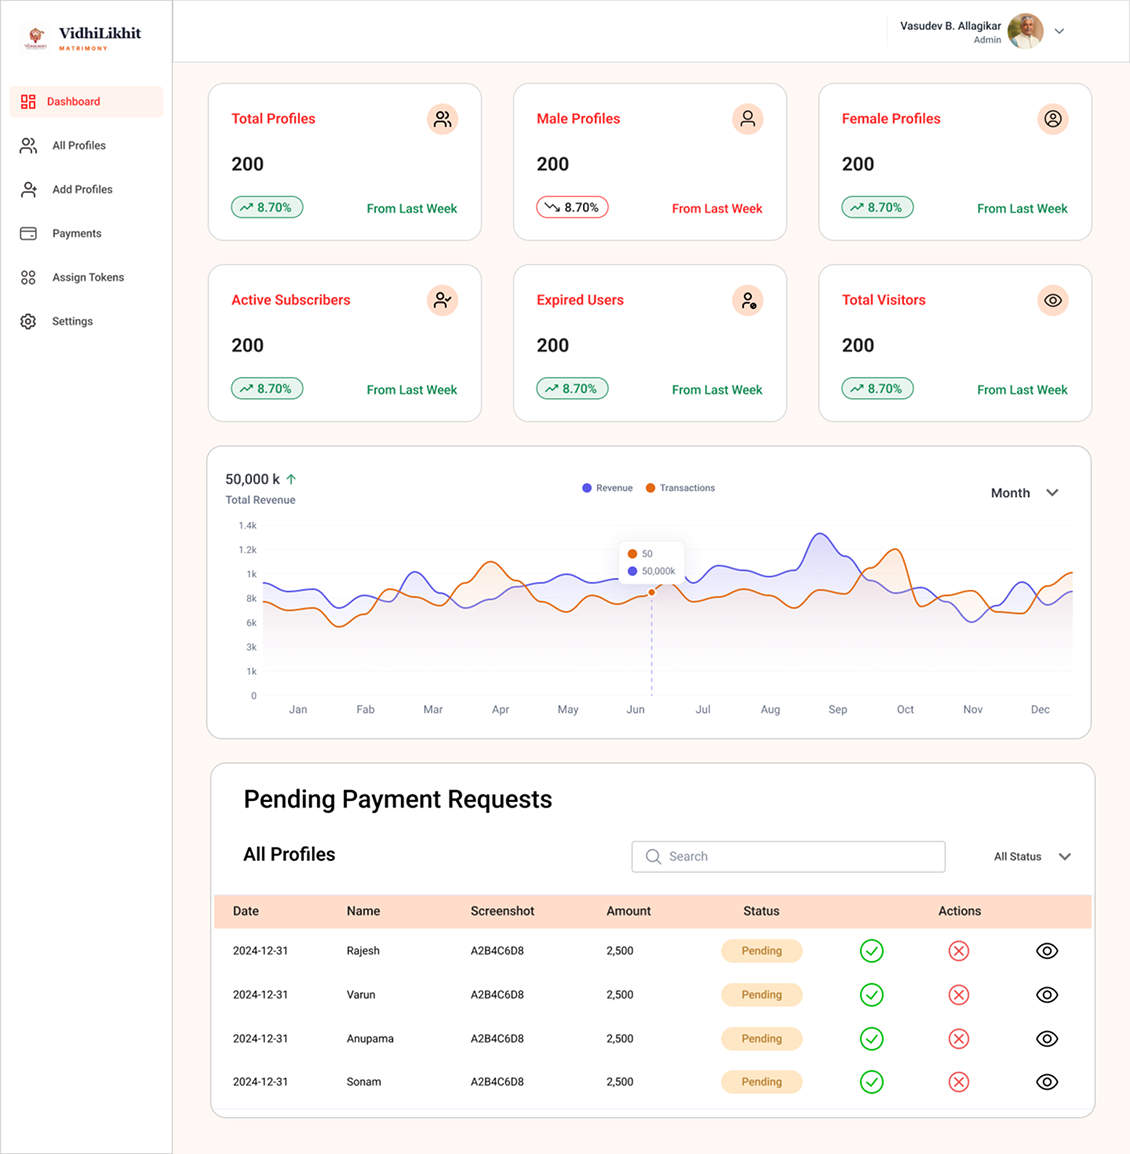 VidhiLikhit
MATRIMONY
Vasudev B. Allagikar
Admin
Dashboard
All Profiles
Add Profiles
Payments
Assign Tokens
Settings
Total Profiles
200
8.70% From Last Week
Male Profiles
200
8.70% From Last Week
Female Profiles
200
8.70% From Last Week
Active Subscribers
200
8.70% From Last Week
Expired Users
200
8.70% From Last Week
Total Visitors
200
8.70% From Last Week
50,000 k
Total Revenue
Revenue Transactions
Month
1.4k
1.2k
1k
8k
6k
3k
1k
0
50
50,000k
Jan Fab Mar Apr May Jun Jul Aug Sep Oct Nov Dec
Pending Payment Requests
All Profiles
Search
All Status
Date Name Screenshot Amount Status Actions
2024-12-31 Rajesh A2B4C6D8 2,500 Pending
2024-12-31 Varun A2B4C6D8 2,500 Pending
2024-12-31 Anupama A2B4C6D8 2,500 Pending
2024-12-31 Sonam A2B4C6D8 2,500 Pending